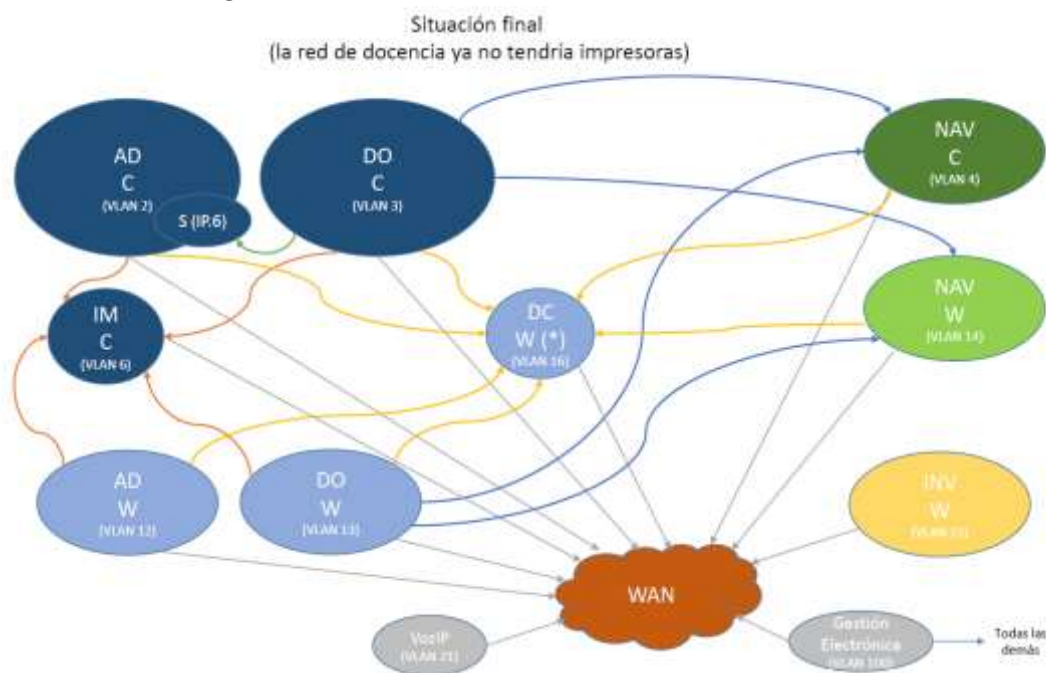 Situación final
(la red de docencia ya no tendría impresoras)
AD
C
(VLAN 2)
S (IP.6)
DO
C
(VLAN 3)
NAV
C
(VLAN 4)
IM
C
(VLAN 6)
DC
W (*)
(VLAN 16)
NAV
W
(VLAN 14)
AD
W
(VLAN 12)
DO
W
(VLAN 13)
INV
W
WAN
VozIP
(VLAN 21)
Gestión
Electrónica
(VLAN 100)
Todas las
demás